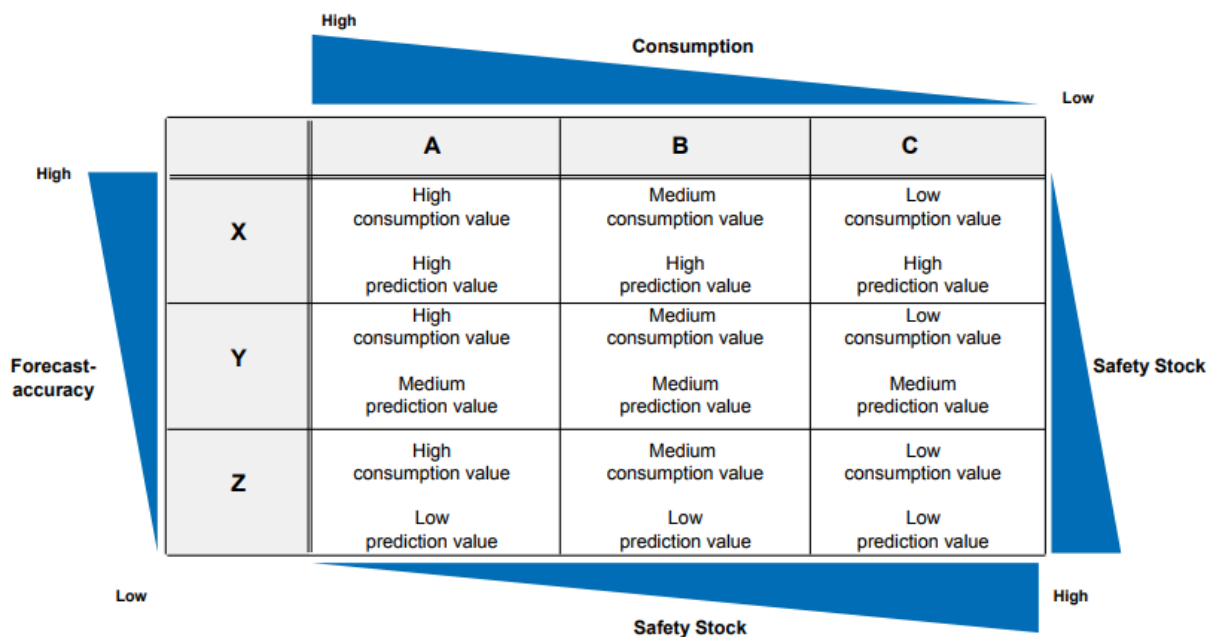 High
Consumption
Low
A B C
High
High Medium Low
consumption value consumption value consumption value
X
High High High
prediction value prediction value prediction value
High Medium Low
consumption value consumption value consumption value
Y
Forecast-
accuracy
Safety Stock
Medium Medium Medium
prediction value prediction value prediction value
High Medium Low
consumption value consumption value consumption value
Z
Low Low Low
prediction value prediction value prediction value
Low
High
Safety Stock